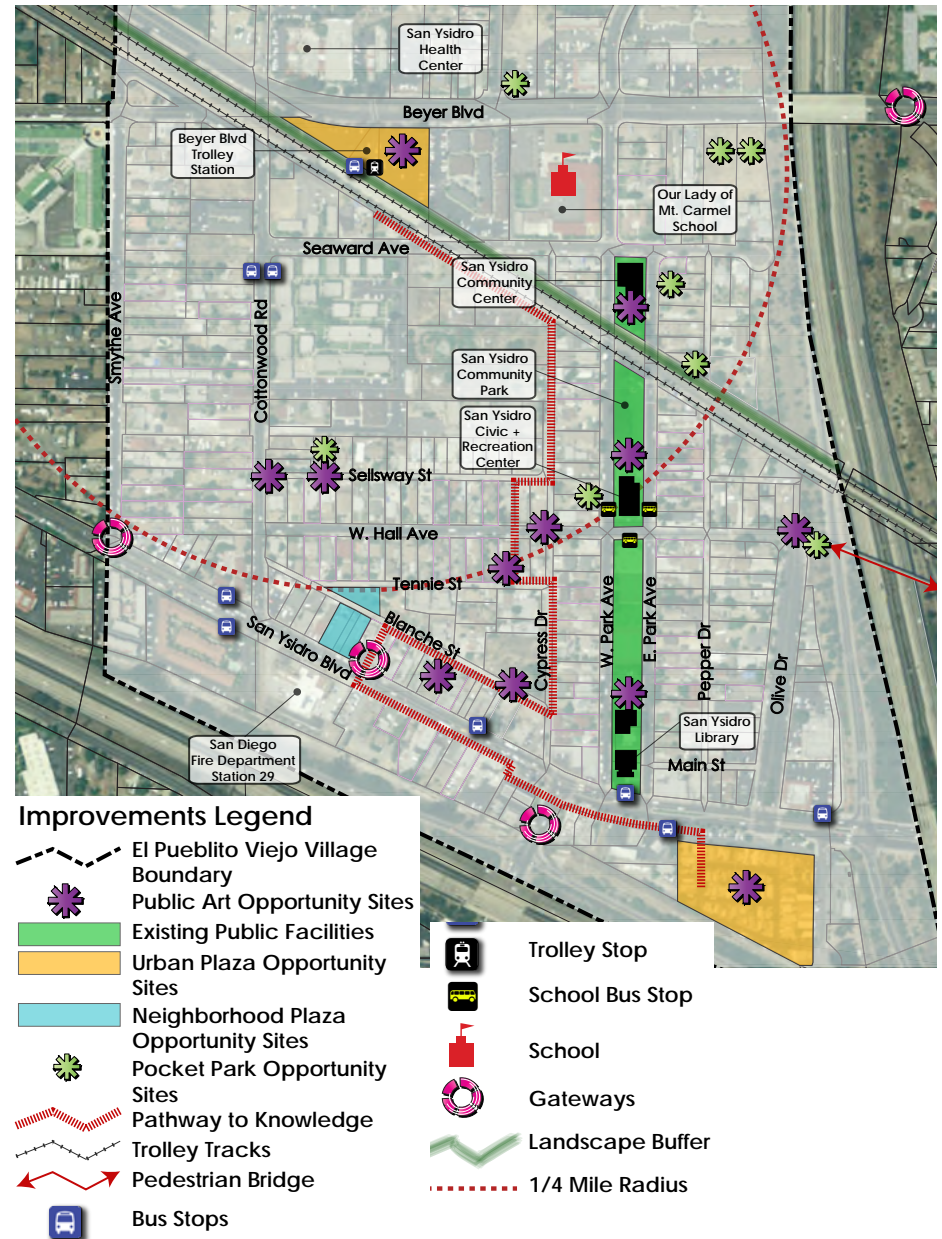 San Ysidro
Health
Center
Beyer Blvd
Beyer Blvd
Trolley
Station
Our Lady of
Mt. Carmel
School
Seaward Ave
San Ysidro
Community
Center
Smythe Ave
Cottonwood Rd
San Ysidro
Community
Park
San Ysidro
Civic +
Recreation
Center
Sellsway St
W. Hall Ave
Tennie St
Blanche St
San Ysidro Blvd
Cypress Dr
W. Park Ave
E. Park Ave
Pepper Dr
Olive Dr
San Ysidro
Library
Main St
San Diego
Fire Department
Station 29
Improvements Legend
El Pueblito Viejo Village
Boundary
Public Art Opportunity Sites
Existing Public Facilities
Urban Plaza Opportunity
Sites
Neighborhood Plaza
Opportunity Sites
Pocket Park Opportunity
Sites
Pathway to Knowledge
Trolley Tracks
Pedestrian Bridge
Bus Stops
Trolley Stop
School Bus Stop
School
Gateways
Landscape Buffer
1/4 Mile Radius